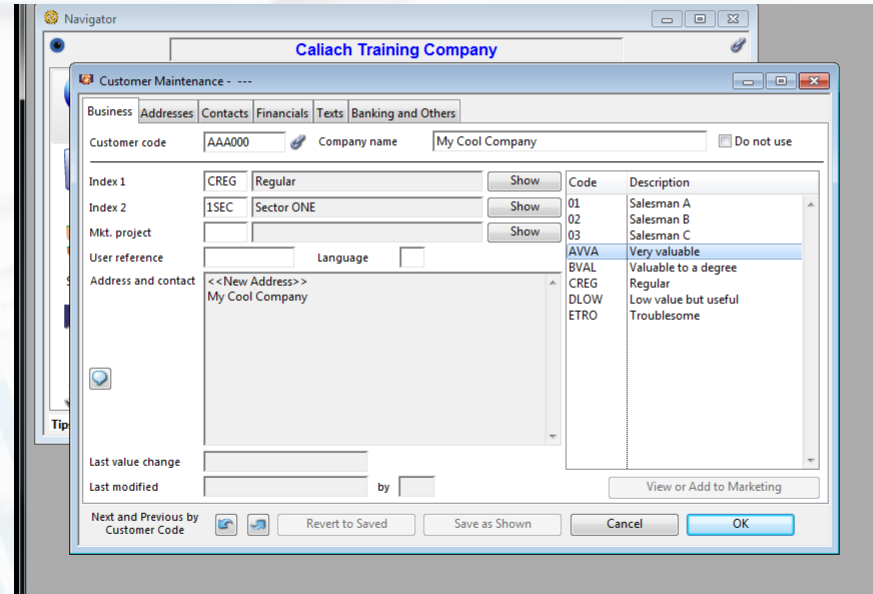 Navigator
Caliach Training Company
Customer Maintenance - ---
Business Addresses Contacts Financials Texts Banking and Others
Customer code AAA000 Company name My Cool Company Do not use
Index 1 CREG Regular Show
Index 2 1SEC Sector ONE Show
Mkt. project Show
User reference Language
Address and contact <<New Address>>
My Cool Company
Code Description
01 Salesman A
02 Salesman B
03 Salesman C
AVVA Very valuable
BVAL Valuable to a degree
CREG Regular
DLOW Low value but useful
ETRO Troublesome
Last value change
Last modified by
View or Add to Marketing
Next and Previous by
Customer Code
Revert to Saved Save as Shown Cancel OK